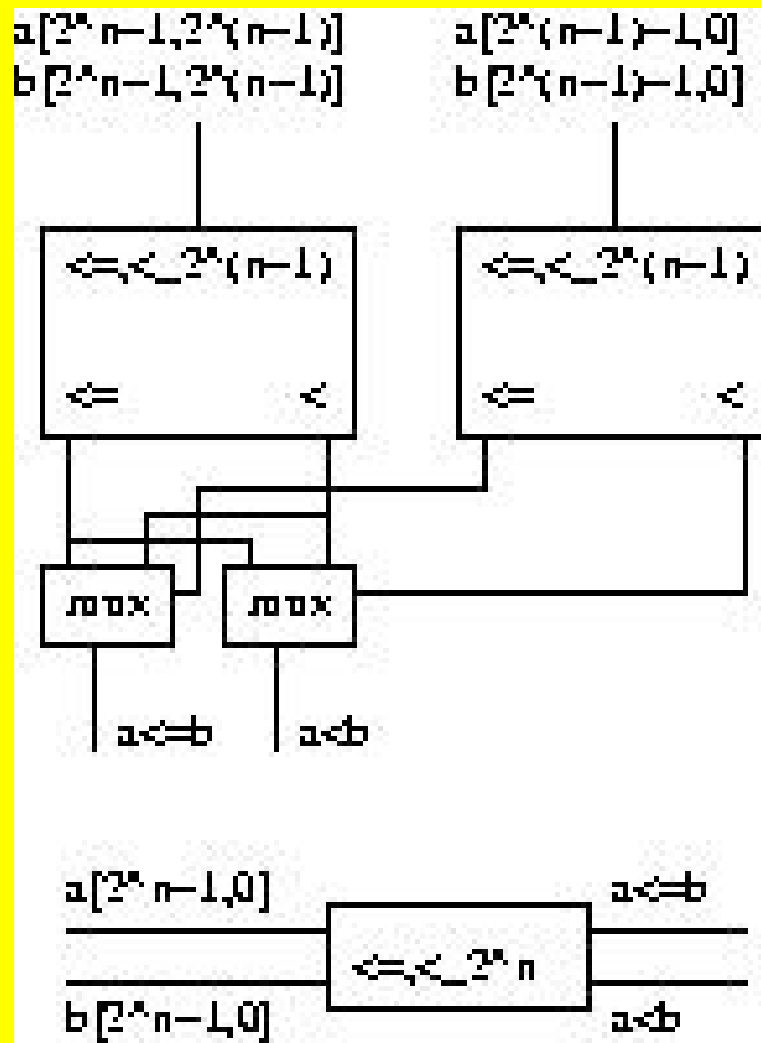 a[2^n-1,2^(n-1)]
b[2^n-1,2^(n-1)]
a[2^(n-1)-1,0]
b[2^(n-1)-1,0]
<=,<_2^(n-1)
<= <
<=,<_2^(n-1)
<= <
mux
mux
a<=b
a<b
a[2^n-1,0]
b[2^n-1,0]
<=,<_2^n
a<=b
a<b